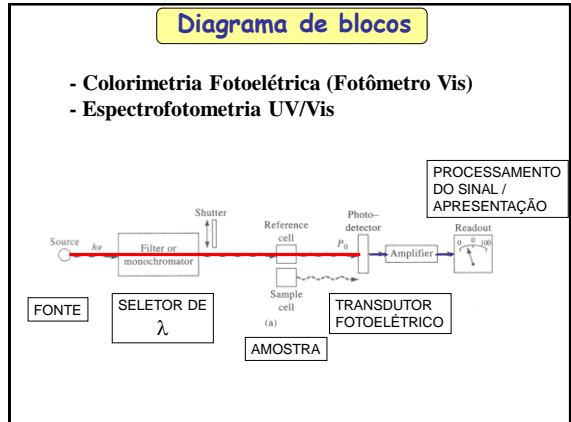 Diagrama de blocos
- Colorimetria Fotoelétrica (Fotômetro Vis)
- Espectrofotometria UV/Vis
PROCESSAMENTO
DO SINAL /
APRESENTAÇÃO
Shutter
Reference
cell
Photo–
detector
Readout
Source
hν
Filter or
monochromator
P0
Amplifier
0 0 100
Sample
cell
(a)
FONTE
SELETOR DE
λ
AMOSTRA
TRANSDUTOR
FOTOELÉTRICO